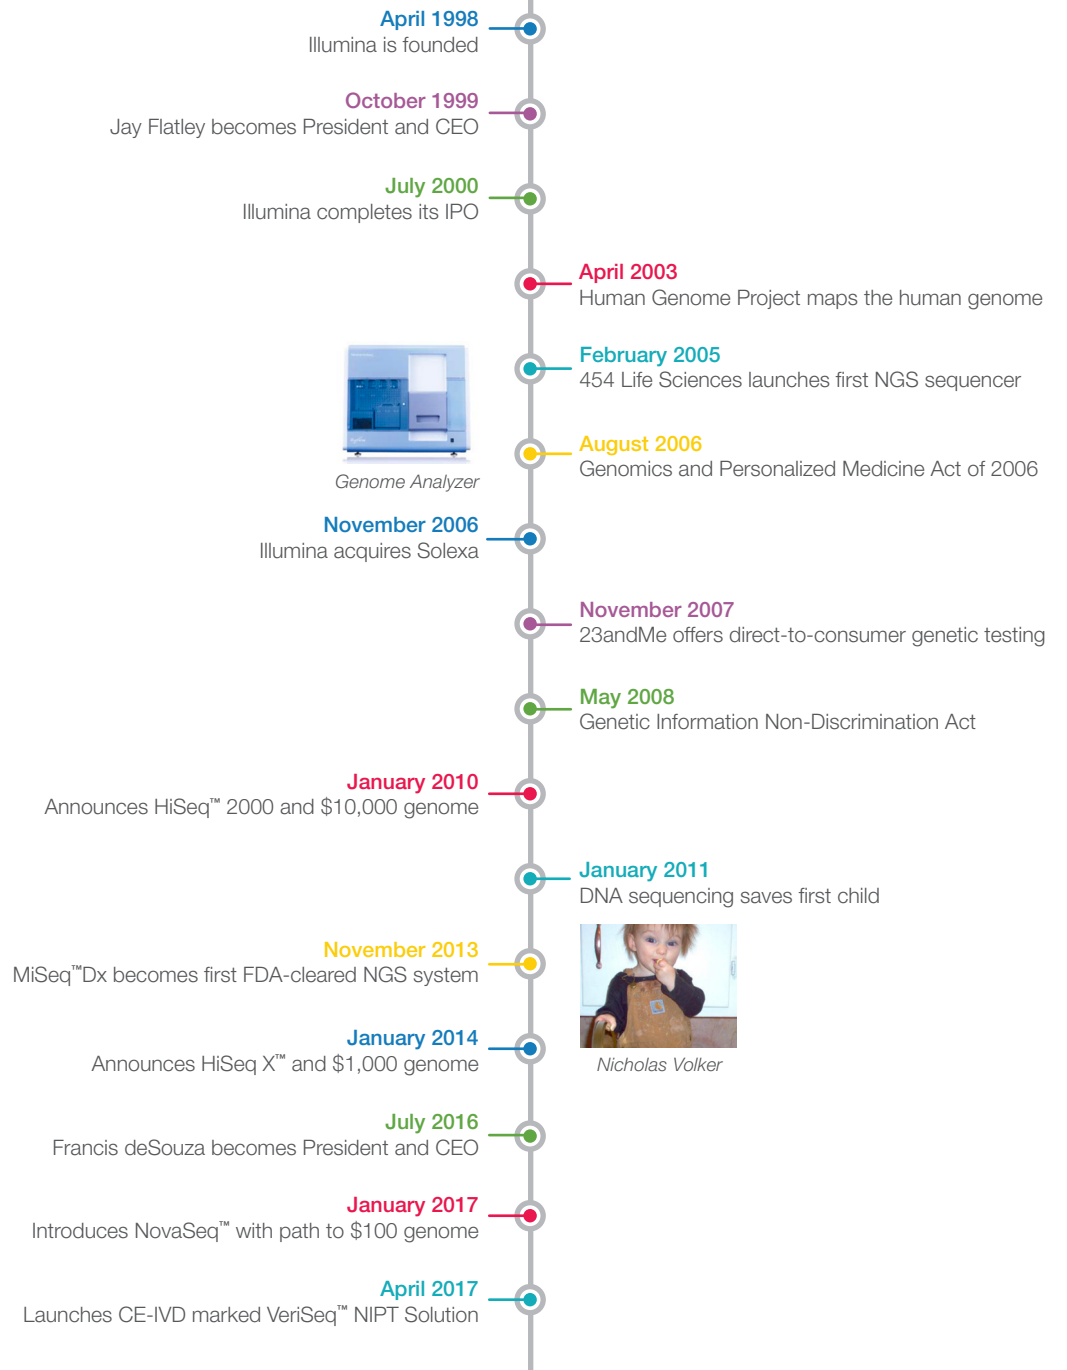 April 1998
Illumina is founded
October 1999
Jay Flatley becomes President and CEO
July 2000
Illumina completes its IPO
April 2003
Human Genome Project maps the human genome
February 2005
454 Life Sciences launches first NGS sequencer
August 2006
Genomics and Personalized Medicine Act of 2006
Genome Analyzer
November 2006
Illumina acquires Solexa
November 2007
23andMe offers direct-to-consumer genetic testing
May 2008
Genetic Information Non-Discrimination Act
January 2010
Announces HiSeq™ 2000 and $10,000 genome
January 2011
DNA sequencing saves first child
November 2013
MiSeq™Dx becomes first FDA-cleared NGS system
January 2014
Announces HiSeq X™ and $1,000 genome
Nicholas Volker
July 2016
Francis deSouza becomes President and CEO
January 2017
Introduces NovaSeq™ with path to $100 genome
April 2017
Launches CE-IVD marked VeriSeq™ NIPT Solution